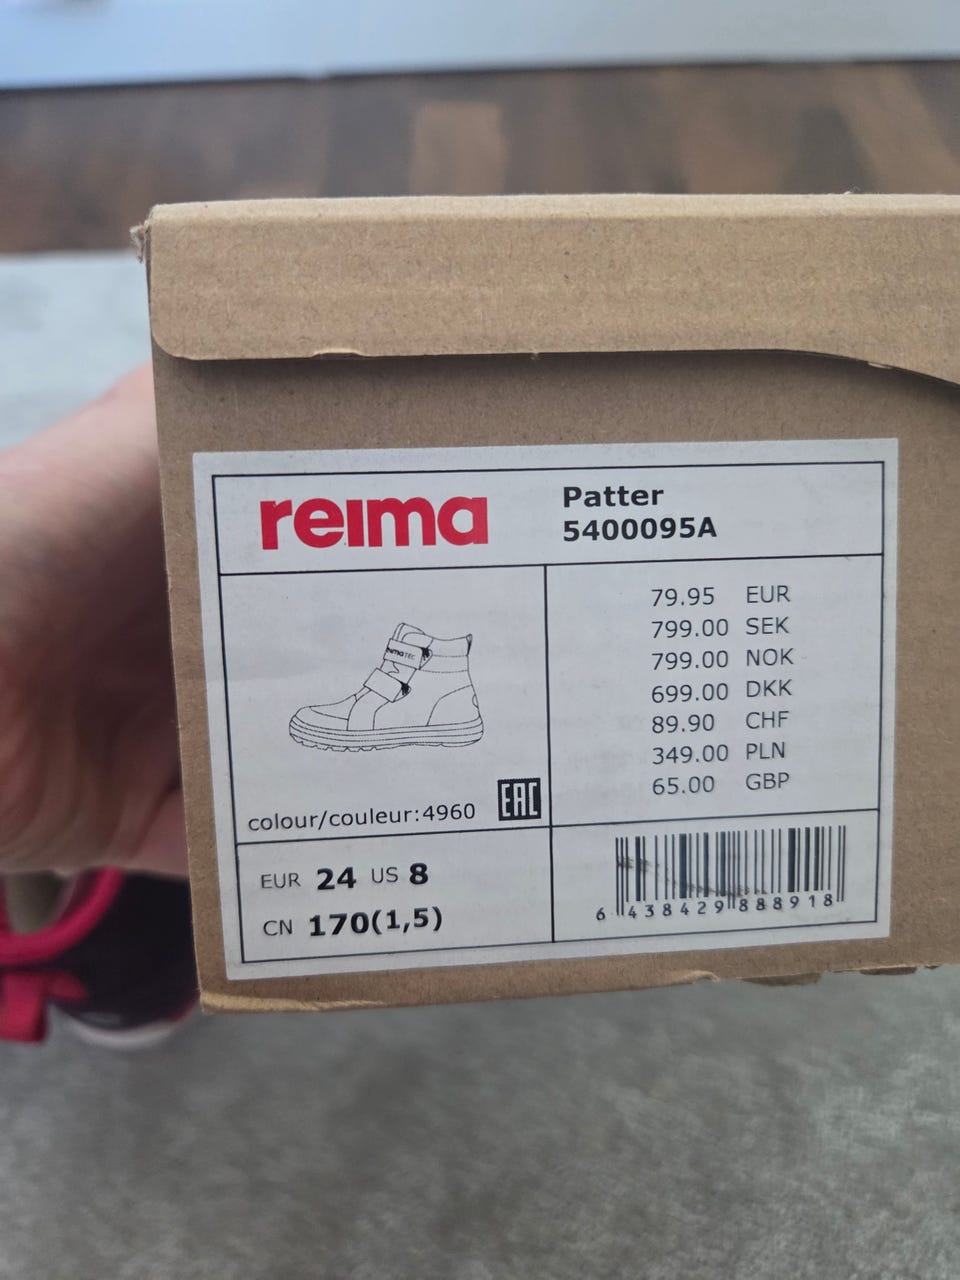 reima
Patter
5400095A
reimaTEC
79.95 EUR
799.00 SEK
799.00 NOK
699.00 DKK
89.90 CHF
349.00 PLN
65.00 GBP
colour/couleur:4960
EAC
EUR 24 US 8
CN 170(1,5)
6 438429 888918